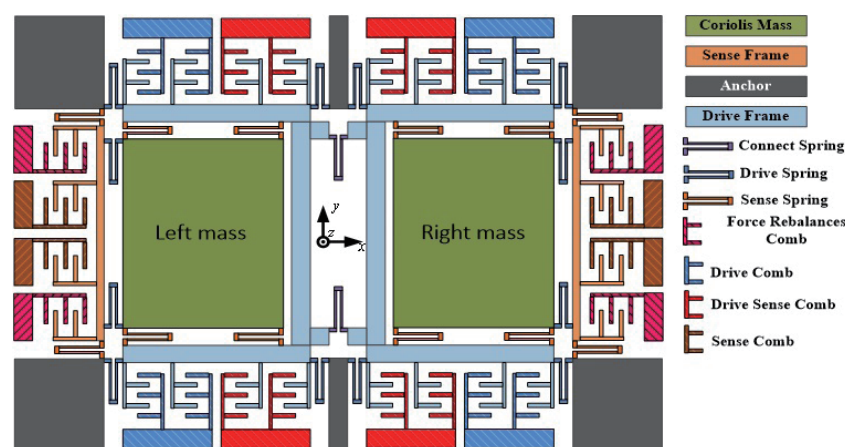 Coriolis Mass
Sense Frame
Anchor
Drive Frame
Connect Spring
Drive Spring
Sense Spring
Force Rebalances
Comb
Drive Comb
Drive Sense Comb
Sense Comb
Left mass
y
z
x
Right mass